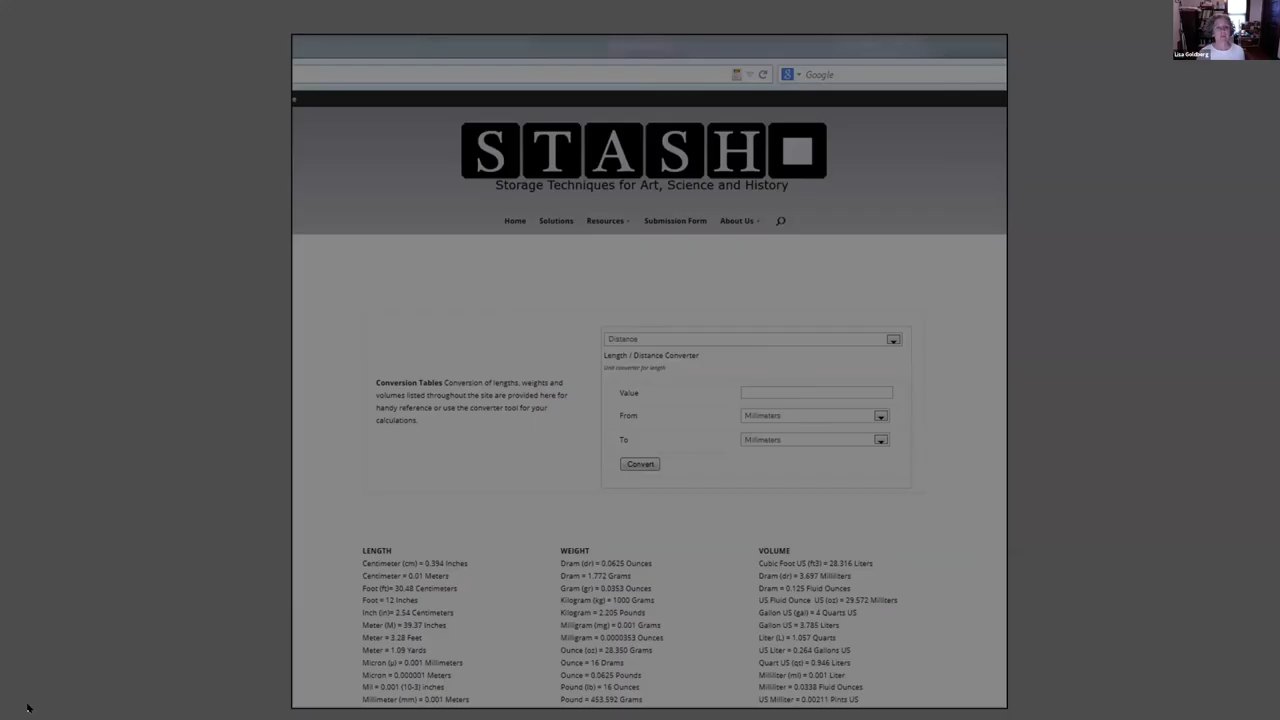 Lisa Goldberg
Google
STASH
Storage Techniques for Art, Science and History
Home Solutions Resources Submission Form About Us
Distance
Length / Distance Converter
Unit converter for length
Conversion Tables Conversion of lengths, weights and
volumes listed throughout the site are provided here for
handy reference or use the converter tool for your
calculations.
Value
From Millimeters
To Millimeters
Convert
LENGTH
Centimeter (cm) = 0.394 Inches
Centimeter = 0.01 Meters
Foot (ft)= 30.48 Centimeters
Foot = 12 Inches
Inch (in)= 2.54 Centimeters
Meter (M) = 39.37 Inches
Meter = 3.28 Feet
Meter = 1.09 Yards
Micron (µ) = 0.001 Millimeters
Micron = 0.000001 Meters
Mil = 0.001 (10-3) inches
Millimeter (mm) = 0.001 Meters
WEIGHT
Dram (dr) = 0.0625 Ounces
Dram = 1.772 Grams
Gram (gr) = 0.0353 Ounces
Kilogram (kg) = 1000 Grams
Kilogram = 2.205 Pounds
Milligram (mg) = 0.001 Grams
Milligram = 0.0000353 Ounces
Ounce (oz) = 28.350 Grams
Ounce = 16 Drams
Ounce = 0.0625 Pounds
Pound (lb) = 16 Ounces
Pound = 453.592 Grams
VOLUME
Cubic Foot US (ft3) = 28.316 Liters
Dram (dr) = 3.697 Milliliters
Dram = 0.125 Fluid Ounces
US Fluid Ounce US (oz) = 29.572 Milliters
Gallon US (gal) = 4 Quarts US
Gallon US = 3.785 Liters
Liter (L) = 1.057 Quarts
US Liter = 0.264 Gallons US
Quart US (qt) = 0.946 Liters
Milliliter (ml) = 0.001 Liter
Milliliter = 0.0338 Fluid Ounces
US Milliter = 0.00211 Pints US